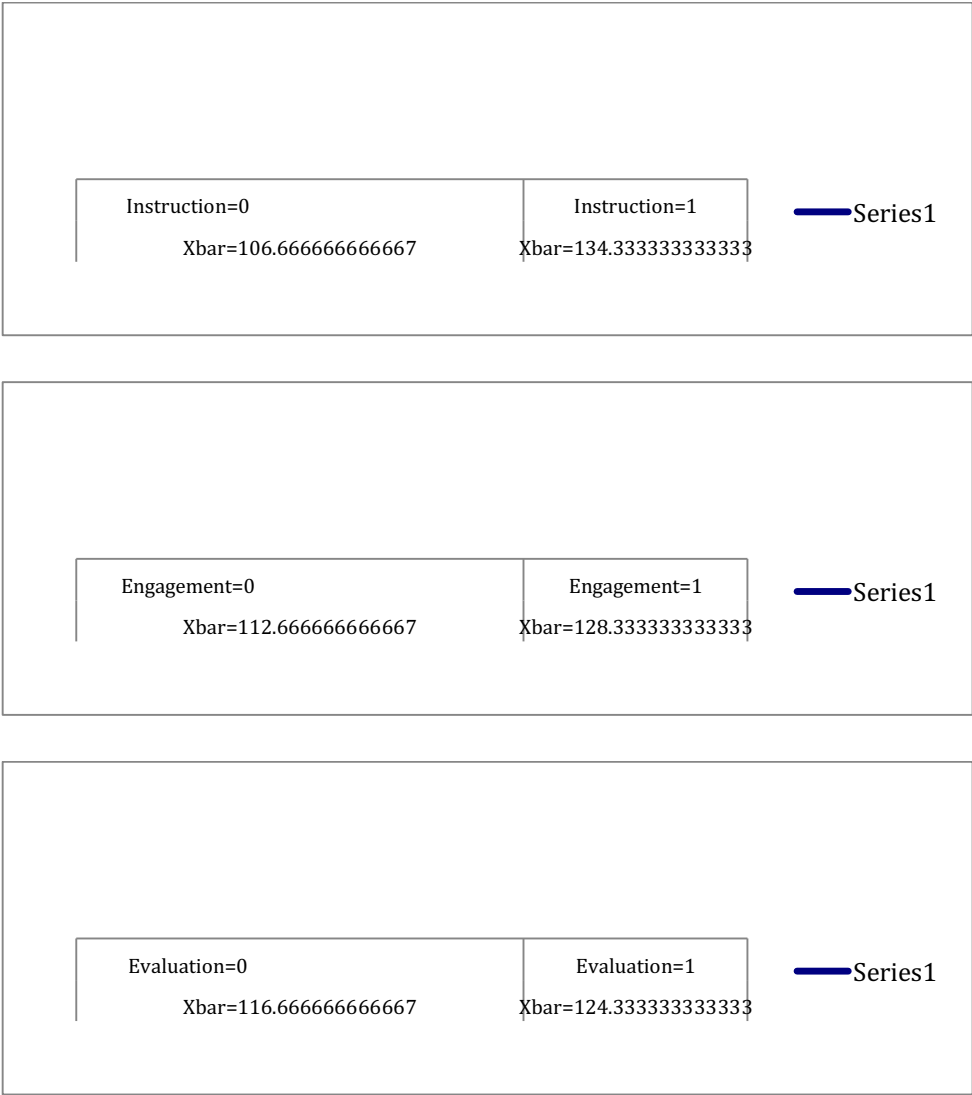 Instruction=0 Instruction=1
Series1
Xbar=106.666666666667 Xbar=134.333333333333
Engagement=0 Engagement=1
Series1
Xbar=112.666666666667 Xbar=128.333333333333
Evaluation=0 Evaluation=1
Series1
Xbar=116.666666666667 Xbar=124.333333333333